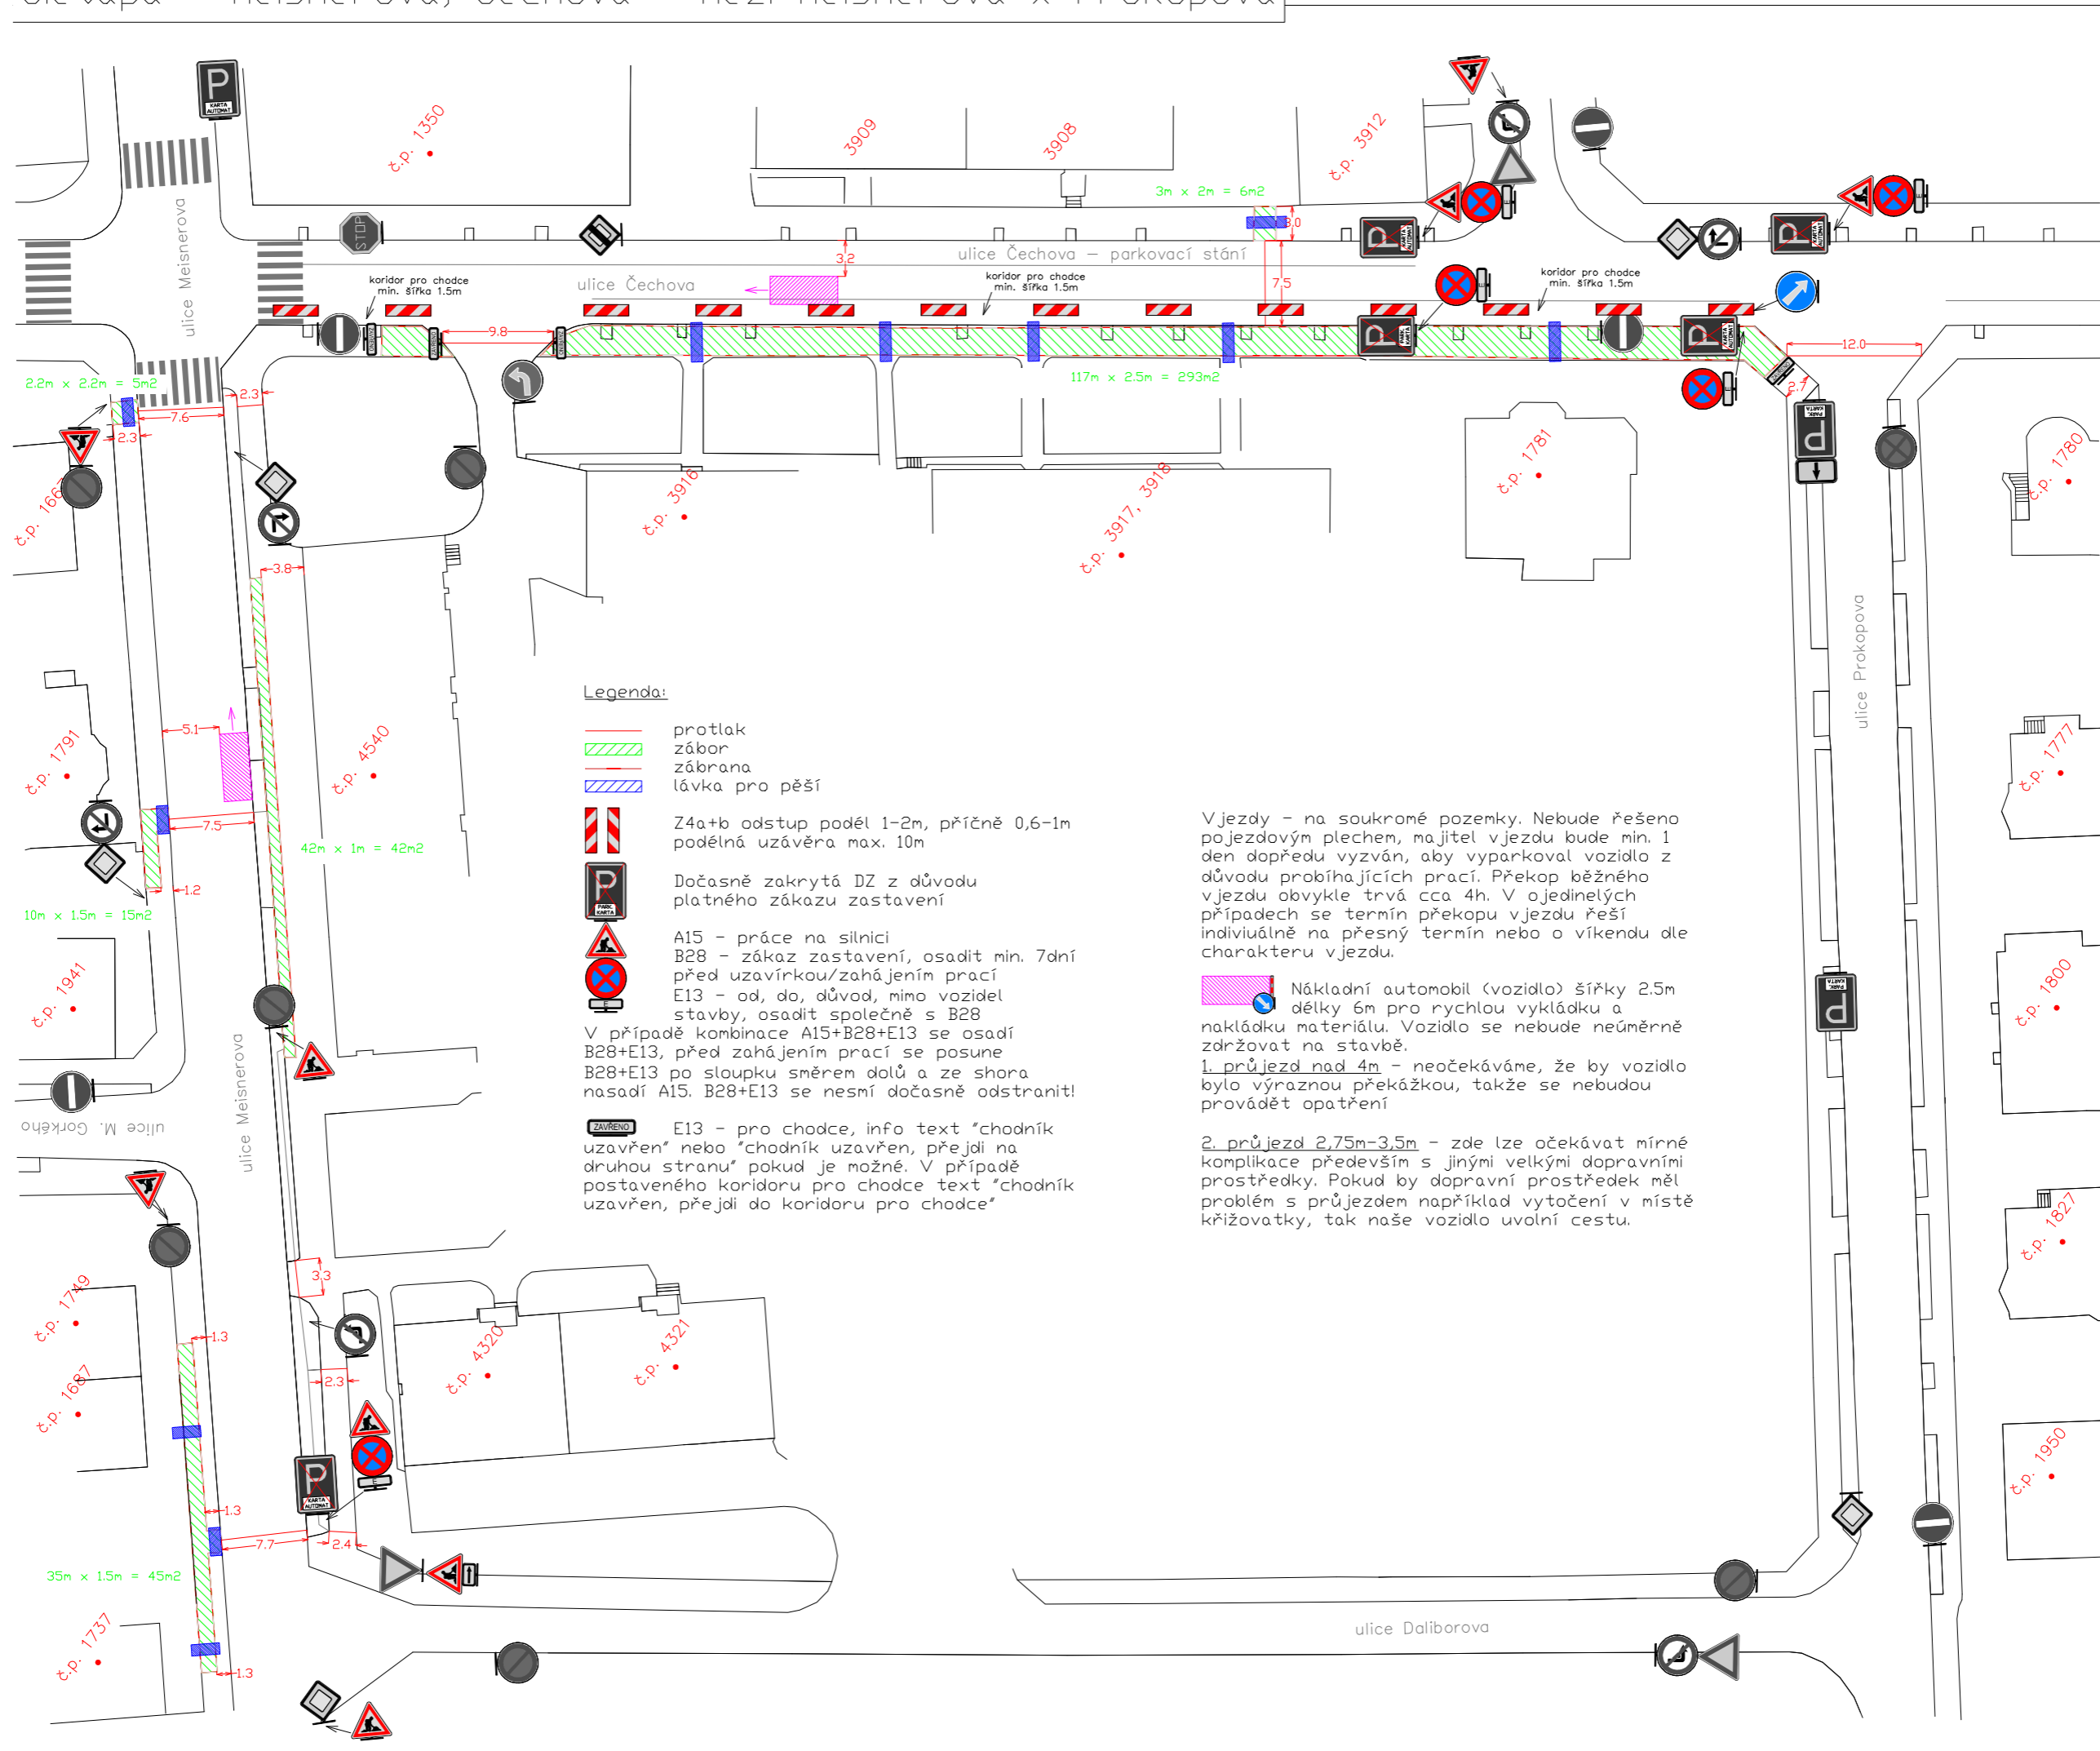 Meisnerova x Prokopova
P
KARTA
AUTOMAT
č.p. 1350
3909
3908
č.p. 3912
3m x 2m = 6m2
3.0
STOP
ulice Meisnerova
ulice Čechova – parkovací stání
3.2
ulice Čechova
7.5
koridor pro chodce
min. šířka 1.5m
koridor pro chodce
min. šířka 1.5m
koridor pro chodce
min. šířka 1.5m
9.8
12.0
2.7
117m x 2.5m = 293m2
2.2m x 2.2m = 5m2
7.6
2.3
2.3
č.p. 3916
č.p. 3917, 3918
č.p. 1781
č.p. 1780
3.8
5.1
č.p. 1791
č.p. 4540
7.5
42m x 1m = 42m2
1.2
10m x 1.5m = 15m2
č.p. 1941
ulice M. Gorkého
ulice Meisnerova
ulice Prokopova
č.p. 1777
č.p. 1800
č.p. 1827
č.p. 1950
Legenda:
protlak
zábor
zábrana
lávka pro pěší
Z4a+b odstup podél 1-2m, příčně 0,6-1m
podélná uzávěra max. 10m
P
PARK
KARTA
Dočasně zakrytá DZ z důvodu
platného zákazu zastavení
A15 - práce na silnici
B28 - zákaz zastavení, osadit min. 7dní
před uzavírkou/zahájením prací
E
E13 - od, do, důvod, mimo vozidel
stavby, osadit společně s B28
V případě kombinace A15+B28+E13 se osadí
B28+E13, před zahájením prací se posune
B28+E13 po sloupku směrem dolů a ze shora
nasadí A15. B28+E13 se nesmí dočasně odstranit!
ZAVŘENO
E13 - pro chodce, info text "chodník
uzavřen" nebo "chodník uzavřen, přejdi na
druhou stranu" pokud je možné. V případě
postaveného koridoru pro chodce text "chodník
uzavřen, přejdi do koridoru pro chodce"
Vjezdy - na soukromé pozemky. Nebude řešeno
pojezdovým plechem, majitel vjezdu bude min. 1
den dopředu vyzván, aby vyparkoval vozidlo z
důvodu probíhajících prací. Překop běžného
vjezdu obvykle trvá cca 4h. V ojedinelých
případech se termín překopu vjezdu řeší
indiviuálně na přesný termín nebo o víkendu dle
charakteru vjezdu.
Nákladní automobil (vozidlo) šířky 2.5m
délky 6m pro rychlou vykládku a
nakládku materiálu. Vozidlo se nebude neúměrně
zdržovat na stavbě.
1. průjezd nad 4m - neočekáváme, že by vozidlo
bylo výraznou překážkou, takže se nebudou
provádět opatření
2. průjezd 2,75m-3,5m - zde lze očekávat mírné
komplikace především s jinými velkými dopravními
prostředky. Pokud by dopravní prostředek měl
problém s průjezdem například vytočení v místě
křižovatky, tak naše vozidlo uvolní cestu.
3.3
č.p. 1749
č.p. 1687
1.3
2.3
č.p. 4320
č.p. 4321
P
KARTA
AUTOMAT
1.3
7.7
2.4
35m x 1.5m = 45m2
č.p. 1737
1.3
ulice Daliborova